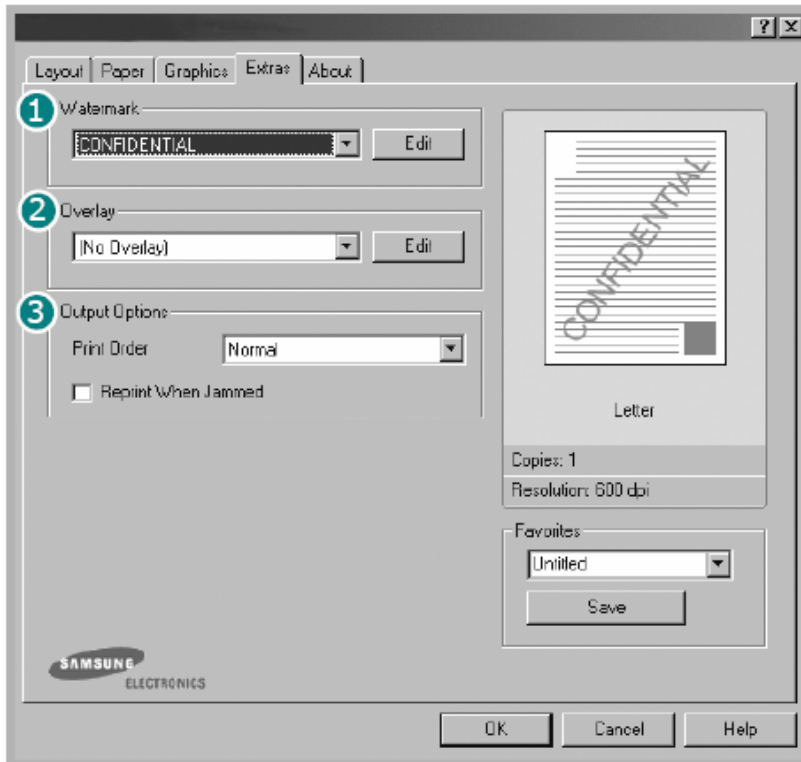 ? X
Layout Paper Graphics Extras About
1 Watermark
CONFIDENTIAL
Edit
2 Overlay
(No Overlay)
Edit
3 Output Options
Print Order Normal
Reprint When Jammed
CONFIDENTIAL
Letter
Copies: 1
Resolution: 600 dpi
Favorites
Untitled
Save
SAMSUNG
ELECTRONICS
OK Cancel Help